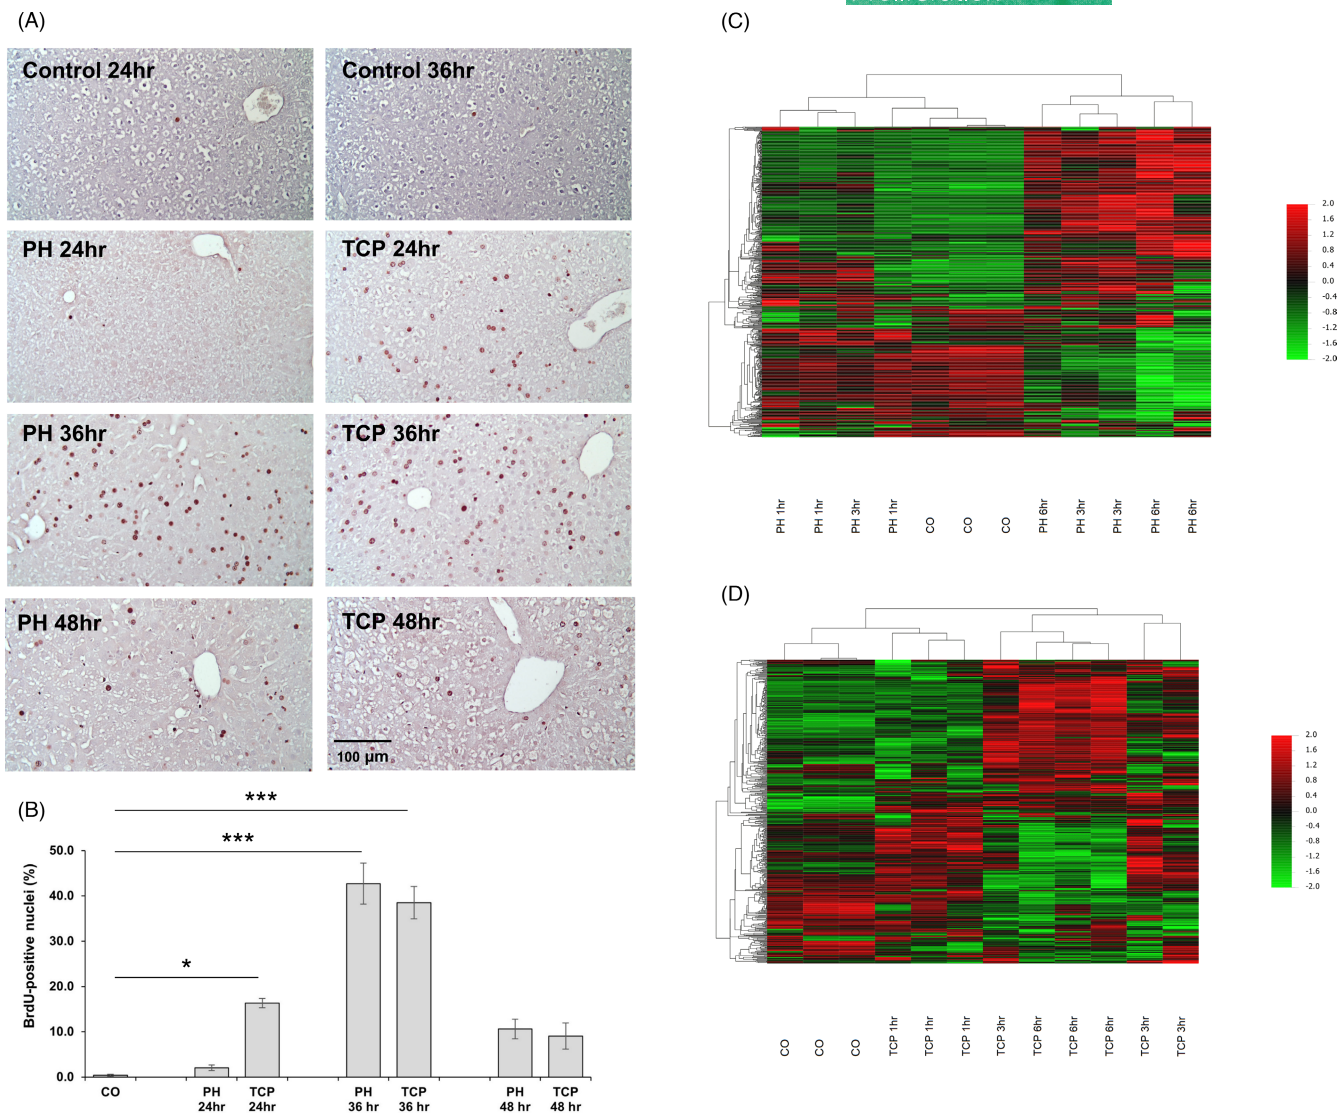 (A)
Control 24hr
Control 36hr
PH 24hr
TCP 24hr
PH 36hr
TCP 36hr
PH 48hr
TCP 48hr
100 µm
(B)
***
***
*
BrdU-positive nuclei (%)
50.0
40.0
30.0
20.0
10.0
0.0
CO
PH 24hr
TCP 24hr
PH 36 hr
TCP 36 hr
PH 48 hr
TCP 48 hr
(C)
2.0
1.6
1.2
0.8
0.4
0.0
-0.4
-0.8
-1.2
-1.6
-2.0
PH 1hr
PH 1hr
PH 3hr
PH 1hr
CO
CO
CO
PH 6hr
PH 3hr
PH 3hr
PH 6hr
PH 6hr
(D)
2.0
1.6
1.2
0.8
0.4
0.0
-0.4
-0.8
-1.2
-1.6
-2.0
CO
CO
CO
TCP 1hr
TCP 1hr
TCP 1hr
TCP 3hr
TCP 6hr
TCP 6hr
TCP 6hr
TCP 3hr
TCP 3hr